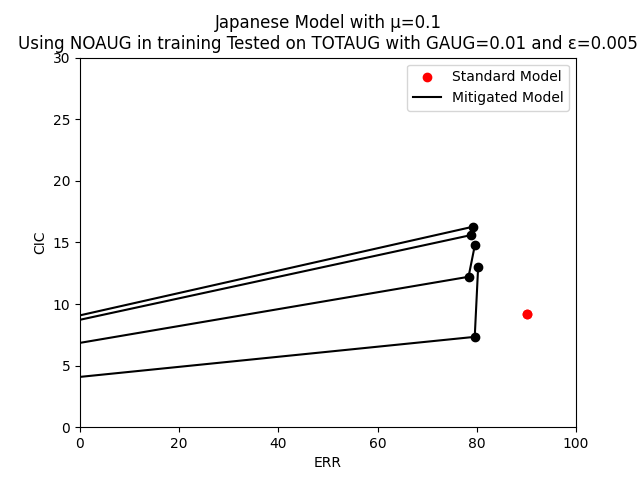 Japanese Model with μ=0.1
Using NOAUG in training Tested on TOTAUG with GAUG=0.01 and ε=0.005
30
25
20
15
10
5
0
CIC
Standard Model
Mitigated Model
0 20 40 60 80 100
ERR